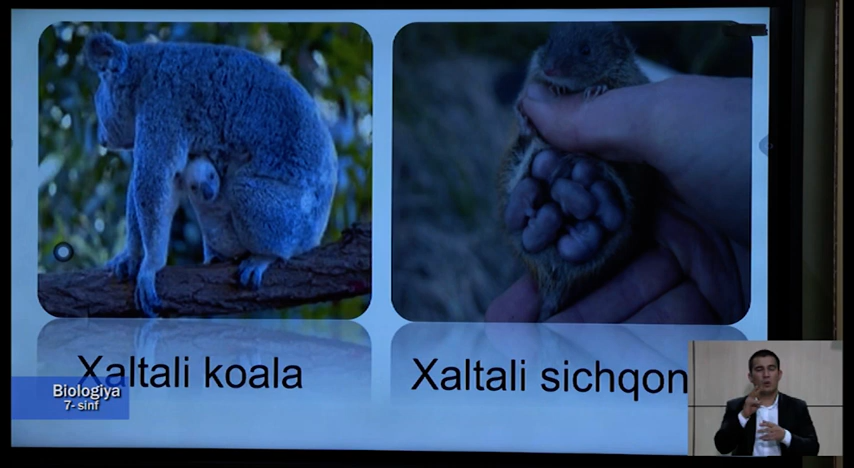 Xaltali koala
Xaltali sichqon
Biologiya
7- sinf